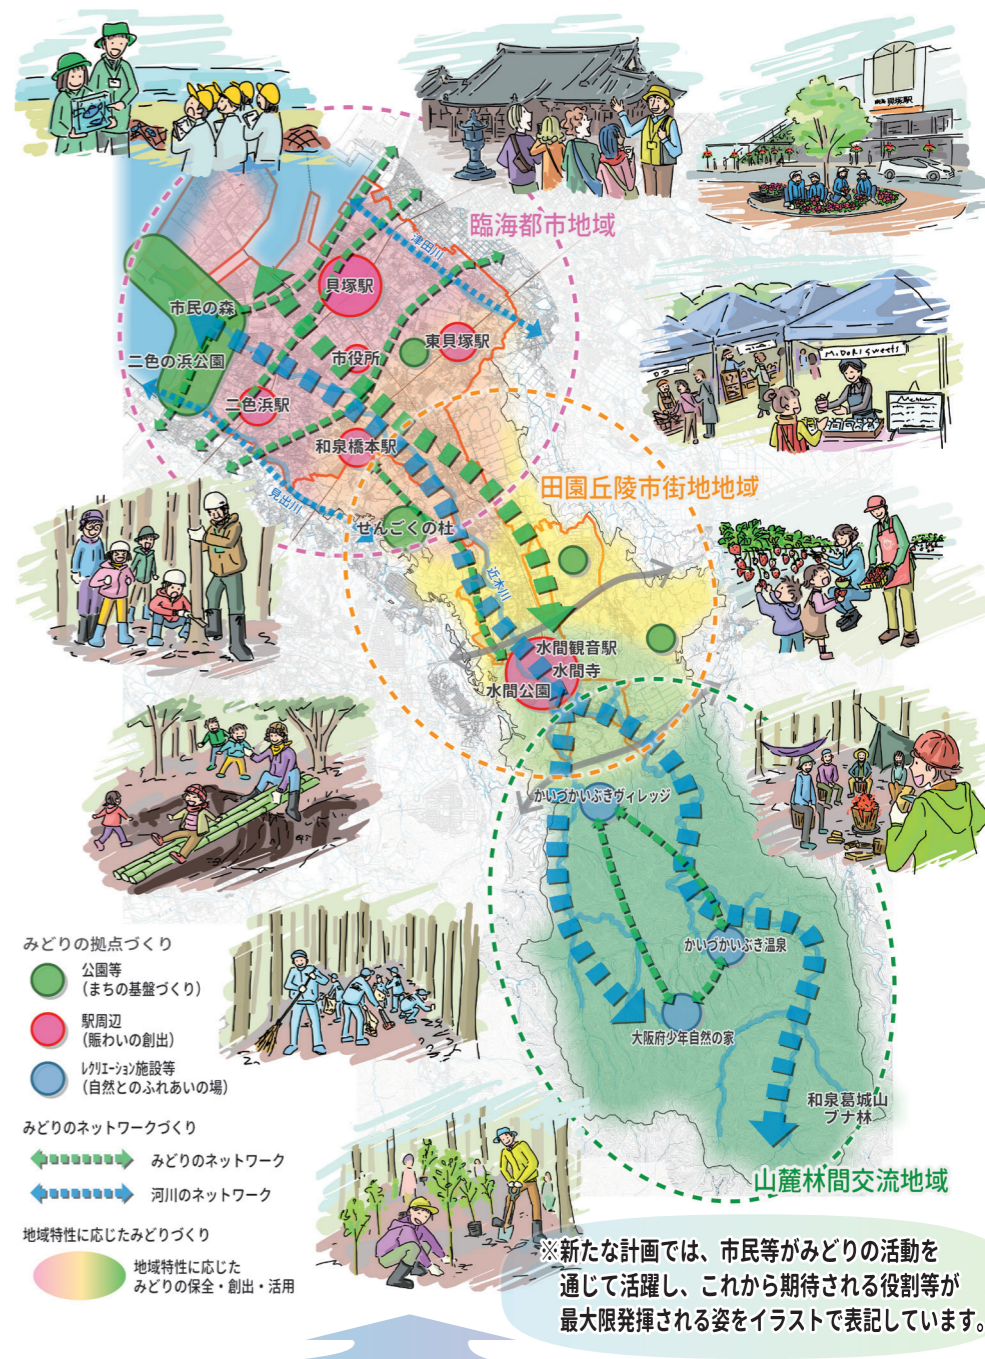 南海 貝塚駅
臨海都市地域
津田川
貝塚駅
市民の森
東貝塚駅
市役所
二色の浜公園
Midori Sweets
Menu
二色浜駅
和泉橋本駅
田園丘陵市街地地域
見出川
せんごくの杜
近木川
水間観音駅
水間寺
水間公園
かいづかいぶきヴィレッジ
かいづかいぶき温泉
大阪府少年自然の家
和泉葛城山
ブナ林
山麓林間交流地域
みどりの拠点づくり
公園等
(まちの基盤づくり)
駅周辺
(賑わいの創出)
レクリエーション施設等
(自然とのふれあいの場)
みどりのネットワークづくり
みどりのネットワーク
河川のネットワーク
地域特性に応じたみどりづくり
地域特性に応じた
みどりの保全・創出・活用
※新たな計画では、市民等がみどりの活動を
通じて活躍し、これから期待される役割等が
最大限発揮される姿をイラストで表記しています。